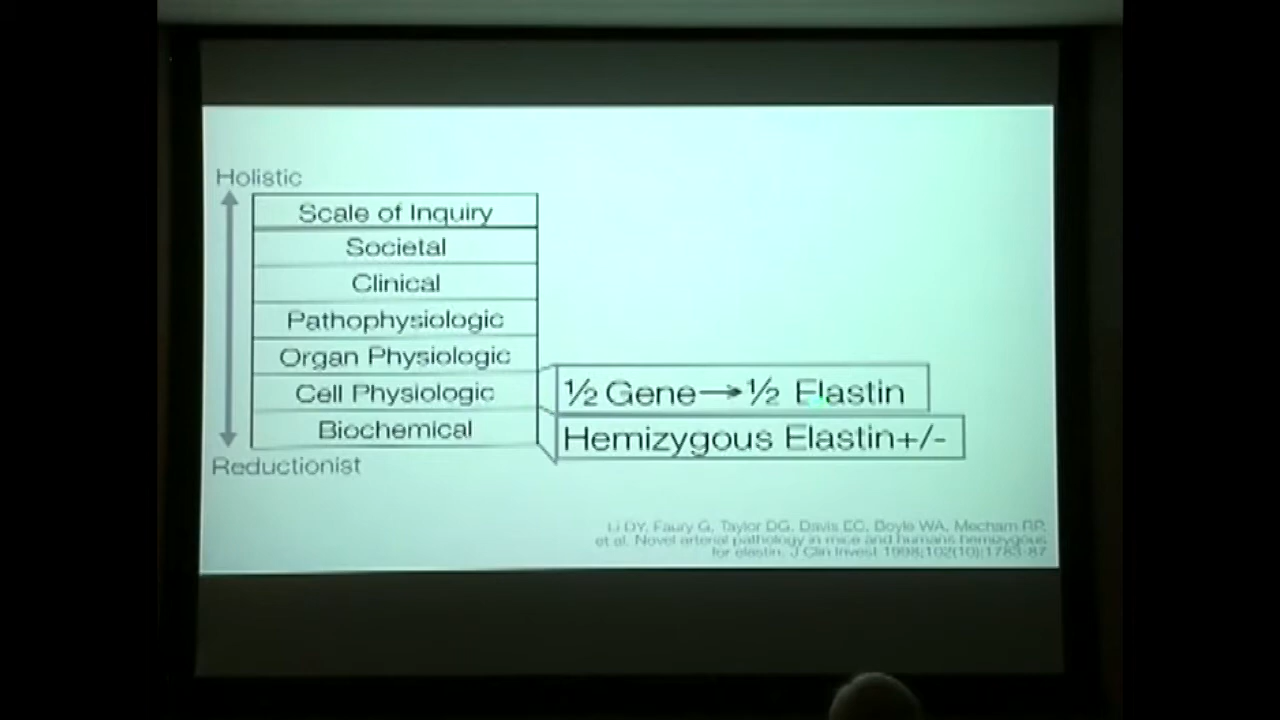 Holistic
Scale of Inquiry
Societal
Clinical
Pathophysiologic
Organ Physiologic
Cell Physiologic
Biochemical
Reductionist
½ Gene→½ Elastin
Hemizygous Elastin+/-
Li DY, Faury G, Taylor DG, Davis EC, Boyle WA, Mecham RP,
et al. Novel arterial pathology in mice and humans hemizygous
for elastin. J Clin Invest 1998;102(10):1783-87